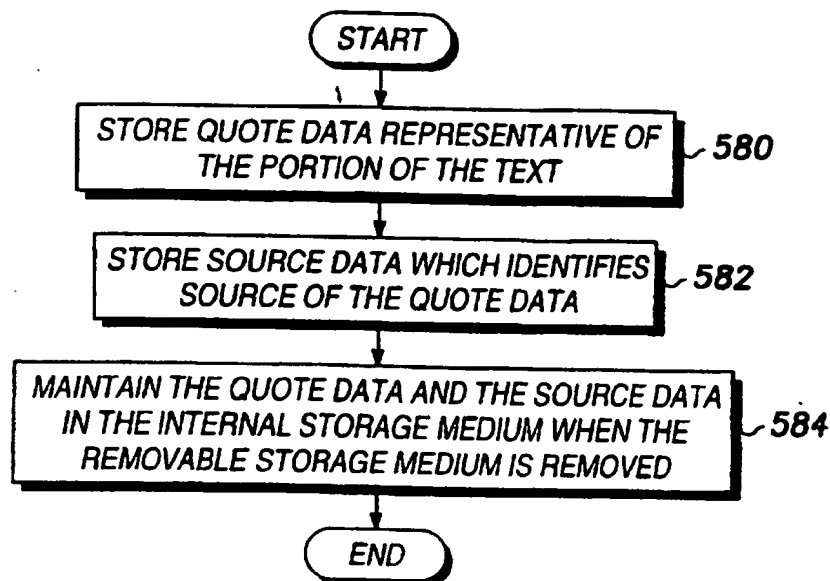 START
STORE QUOTE DATA REPRESENTATIVE OF
THE PORTION OF THE TEXT
580
STORE SOURCE DATA WHICH IDENTIFIES
SOURCE OF THE QUOTE DATA
582
MAINTAIN THE QUOTE DATA AND THE SOURCE DATA
IN THE INTERNAL STORAGE MEDIUM WHEN THE
REMOVABLE STORAGE MEDIUM IS REMOVED
584
END